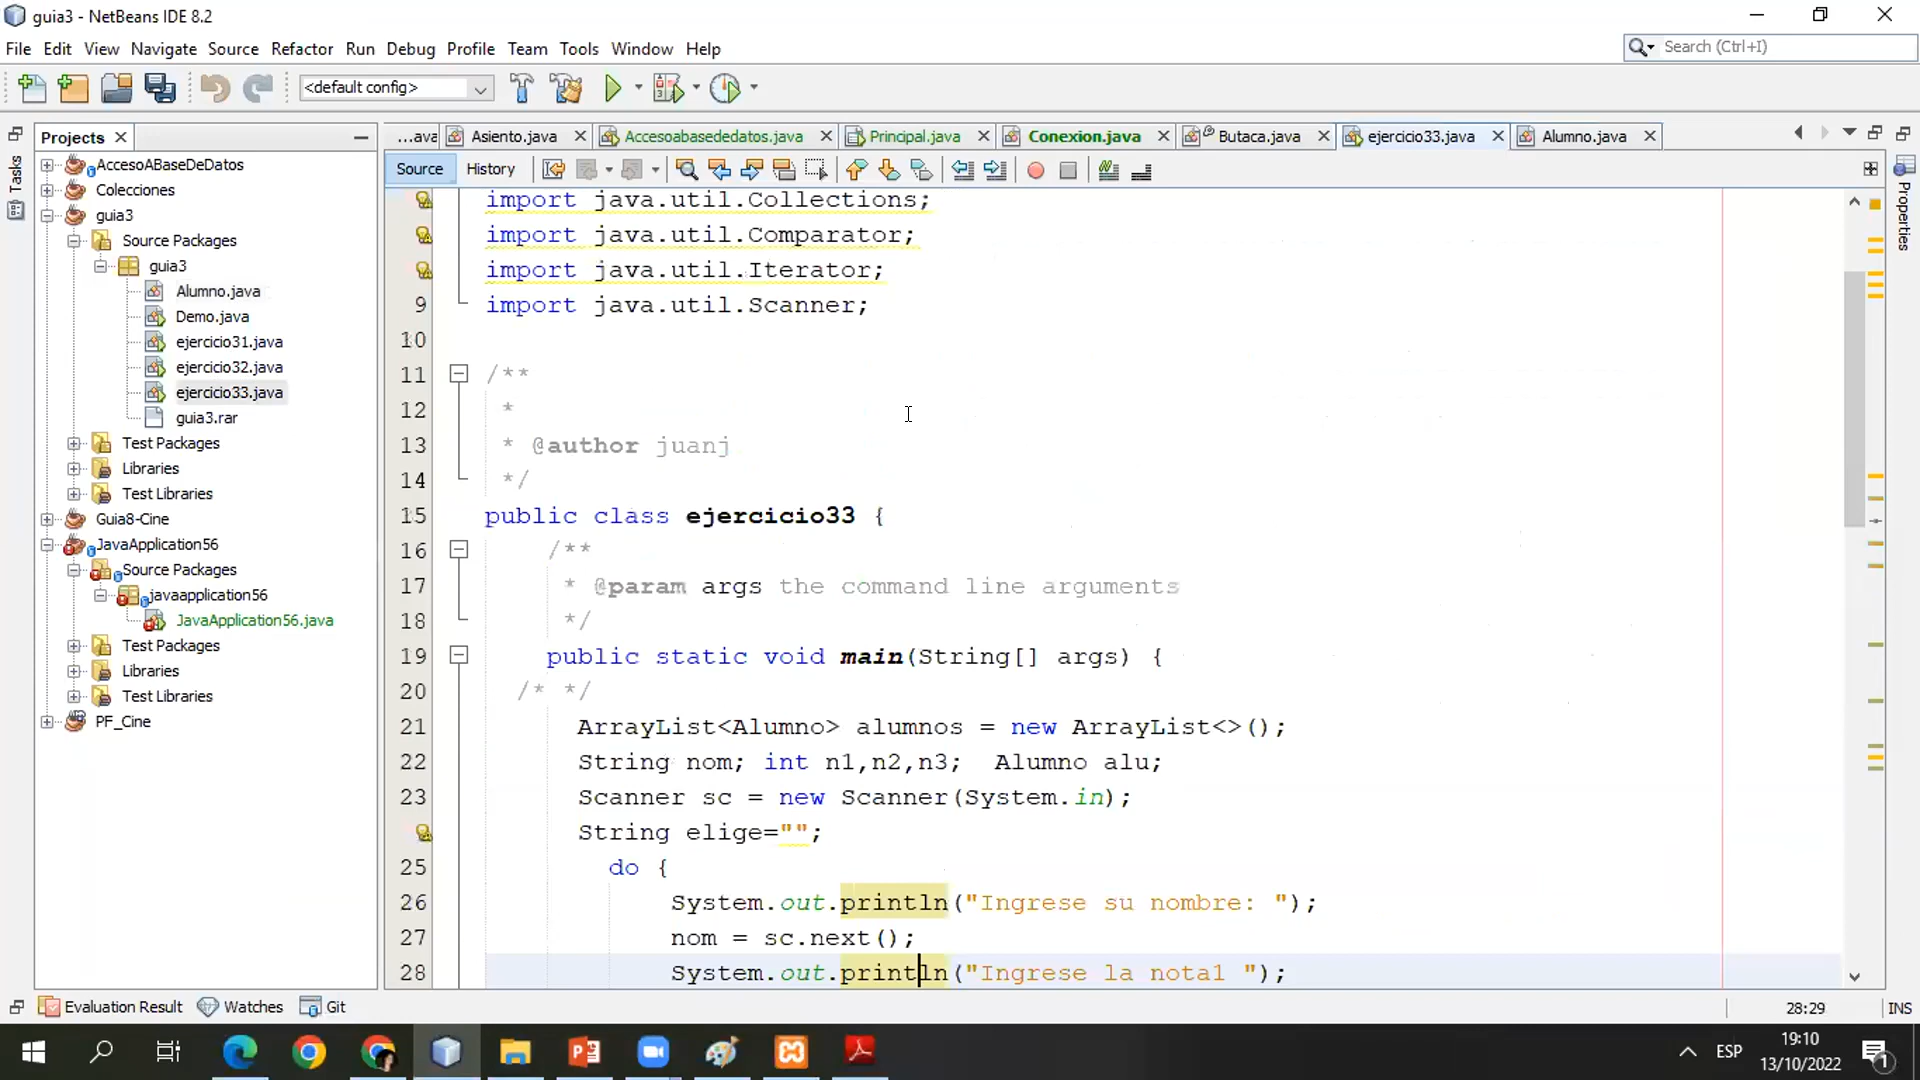 guia3 - NetBeans IDE 8.2
File Edit View Navigate Source Refactor Run Debug Profile Team Tools Window Help
Search (Ctrl+I)
<default config>
Projects
...ava
Asiento.java
Accesoabasededatos.java
Principal.java
Conexion.java
Butaca.java
ejercicio33.java
Alumno.java
Tasks
Properties
Source History
AccesoABaseDeDatos
Colecciones
guia3
Source Packages
guia3
Alumno.java
Demo.java
ejercicio31.java
ejercicio32.java
ejercicio33.java
guia3.rar
Test Packages
Libraries
Test Libraries
Guia8-Cine
JavaApplication56
Source Packages
javaapplication56
JavaApplication56.java
Test Packages
Libraries
Test Libraries
PF_Cine
import java.util.Collections;
import java.util.Comparator;
import java.util.Iterator;
9 import java.util.Scanner;
10
11 /**
12 *
13 * @author juanj
14 */
15 public class ejercicio33 {
16 /**
17 * @param args the command line arguments
18 */
19 public static void main(String[] args) {
20 /* */
21 ArrayList<Alumno> alumnos = new ArrayList<>();
22 String nom; int n1,n2,n3; Alumno alu;
23 Scanner sc = new Scanner(System.in);
String elige="";
25 do {
26 System.out.println("Ingrese su nombre: ");
27 nom = sc.next();
28 System.out.println("Ingrese la nota1 ");
Evaluation Result Watches Git
28:29 INS
ESP
19:10
13/10/2022
1